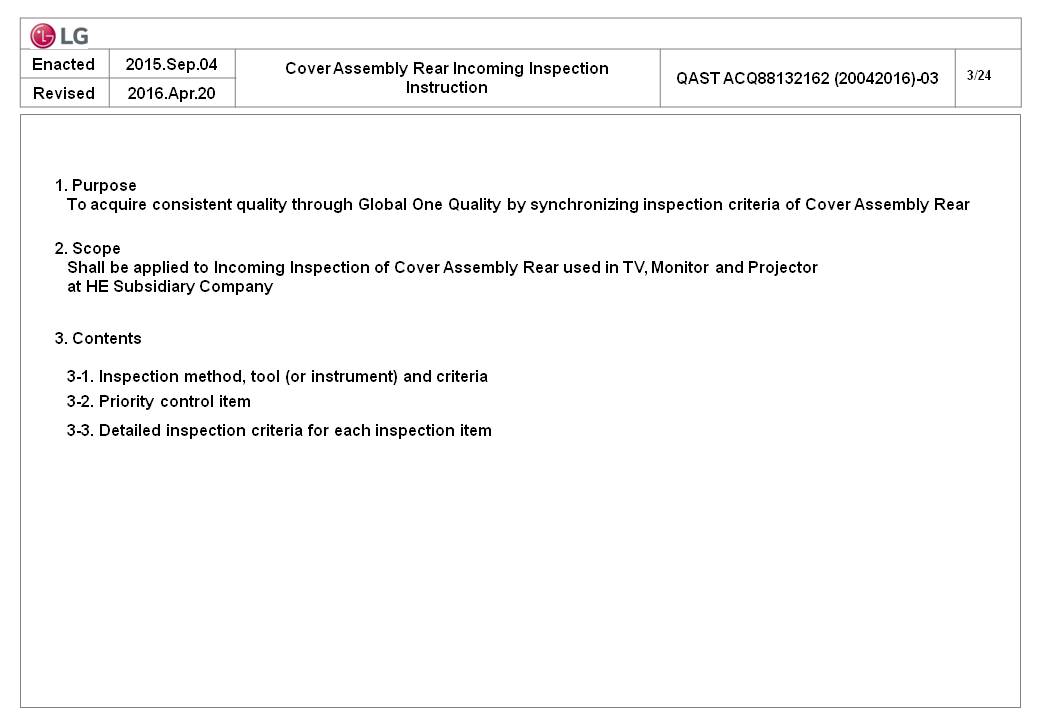 LG
Enacted
2015.Sep.04
Cover Assembly Rear Incoming Inspection
Instruction
QAST ACQ88132162 (20042016)-03
3/24
Revised
2016.Apr.20
1. Purpose
To acquire consistent quality through Global One Quality by synchronizing inspection criteria of Cover Assembly Rear
2. Scope
Shall be applied to Incoming Inspection of Cover Assembly Rear used in TV, Monitor and Projector
at HE Subsidiary Company
3. Contents
3-1. Inspection method, tool (or instrument) and criteria
3-2. Priority control item
3-3. Detailed inspection criteria for each inspection item